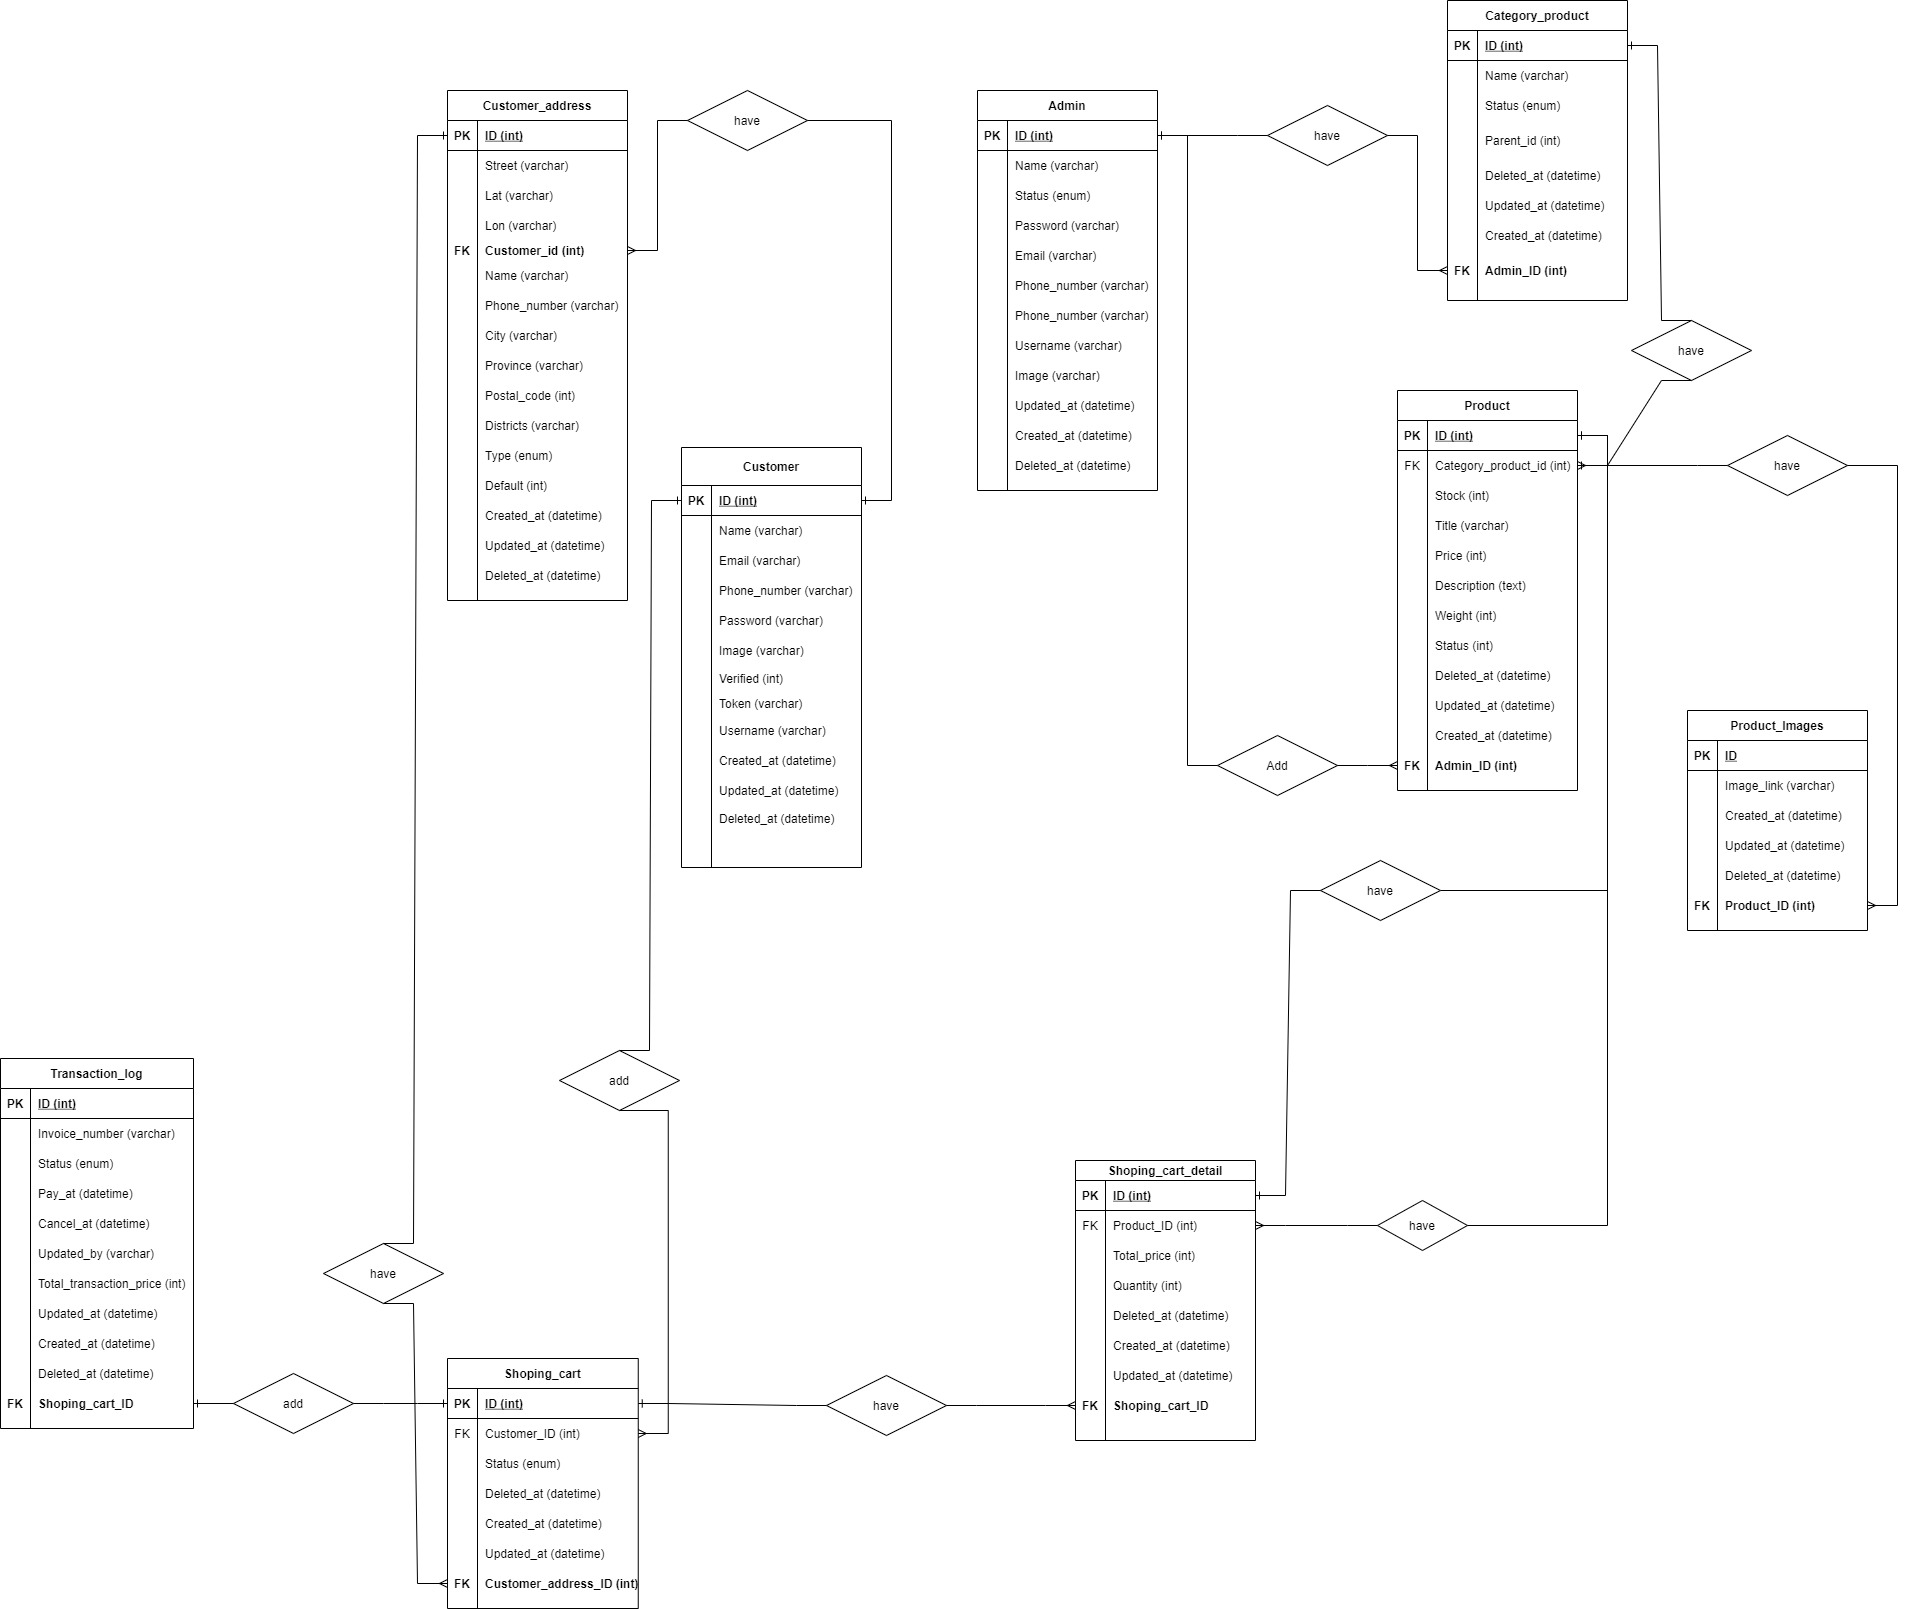 Category_product
PK ID (int)
Name (varchar)
Status (enum)
Parent_id (int)
Deleted_at (datetime)
Updated_at (datetime)
Created_at (datetime)
FK Admin_ID (int)
Customer_address
PK ID (int)
Street (varchar)
Lat (varchar)
Lon (varchar)
FK Customer_id (int)
Name (varchar)
Phone_number (varchar)
City (varchar)
Province (varchar)
Postal_code (int)
Districts (varchar)
Type (enum)
Default (int)
Created_at (datetime)
Updated_at (datetime)
Deleted_at (datetime)
have
Admin
PK ID (int)
Name (varchar)
Status (enum)
Password (varchar)
Email (varchar)
Phone_number (varchar)
Phone_number (varchar)
Username (varchar)
Image (varchar)
Updated_at (datetime)
Created_at (datetime)
Deleted_at (datetime)
have
have
Product
PK ID (int)
FK Category_product_id (int)
Stock (int)
Title (varchar)
Price (int)
Description (text)
Weight (int)
Status (int)
Deleted_at (datetime)
Updated_at (datetime)
Created_at (datetime)
FK Admin_ID (int)
have
Customer
PK ID (int)
Name (varchar)
Email (varchar)
Phone_number (varchar)
Password (varchar)
Image (varchar)
Verified (int)
Token (varchar)
Username (varchar)
Created_at (datetime)
Updated_at (datetime)
Deleted_at (datetime)
Add
Product_Images
PK ID
Image_link (varchar)
Created_at (datetime)
Updated_at (datetime)
Deleted_at (datetime)
FK Product_ID (int)
have
Transaction_log
PK ID (int)
Invoice_number (varchar)
Status (enum)
Pay_at (datetime)
Cancel_at (datetime)
Updated_by (varchar)
Total_transaction_price (int)
Updated_at (datetime)
Created_at (datetime)
Deleted_at (datetime)
FK Shoping_cart_ID
add
have
add
Shoping_cart
PK ID (int)
FK Customer_ID (int)
Status (enum)
Deleted_at (datetime)
Created_at (datetime)
Updated_at (datetime)
FK Customer_address_ID (int)
have
Shoping_cart_detail
PK ID (int)
FK Product_ID (int)
Total_price (int)
Quantity (int)
Deleted_at (datetime)
Created_at (datetime)
Updated_at (datetime)
FK Shoping_cart_ID
have